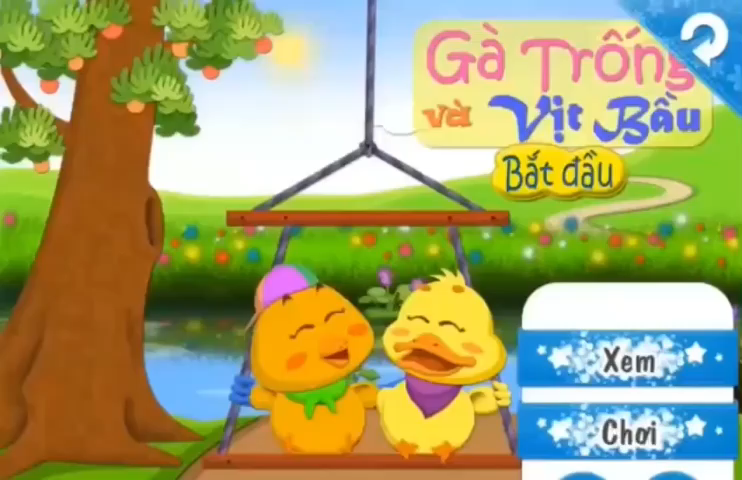 Gà Trống
và Vịt Bầu
Bắt đầu
Xem
Chơi